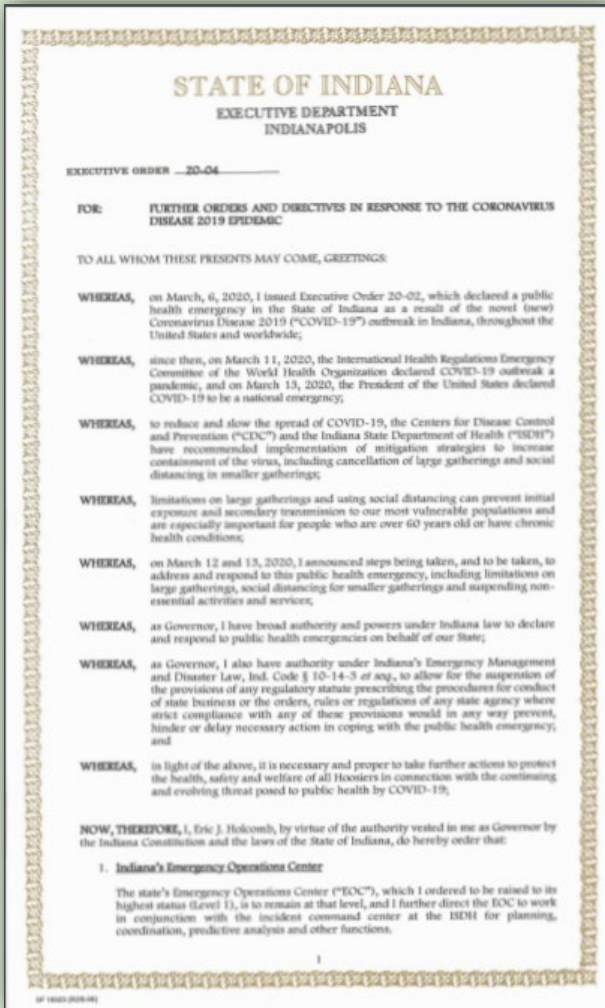 STATE OF INDIANA
EXECUTIVE DEPARTMENT
INDIANAPOLIS
EXECUTIVE ORDER 20-04
FOR: FURTHER ORDERS AND DIRECTIVES IN RESPONSE TO THE CORONAVIRUS
DISEASE 2019 EPIDEMIC
TO ALL WHOM THESE PRESENTS MAY COME, GREETINGS:
WHEREAS, on March, 6, 2020, I issued Executive Order 20-02, which declared a public
health emergency in the State of Indiana as a result of the novel (new)
Coronavirus Disease 2019 ("COVID-19") outbreak in Indiana, throughout the
United States and worldwide;
WHEREAS, since then, on March 11, 2020, the International Health Regulations Emergency
Committee of the World Health Organization declared COVID-19 outbreak a
pandemic, and on March 13, 2020, the President of the United States declared
COVID-19 to be a national emergency;
WHEREAS, to reduce and slow the spread of COVID-19, the Centers for Disease Control
and Prevention ("CDC") and the Indiana State Department of Health ("ISDH")
have recommended implementation of mitigation strategies to increase
containment of the virus, including cancellation of large gatherings and social
distancing in smaller gatherings;
WHEREAS, limitations on large gatherings and using social distancing can prevent initial
exposure and secondary transmission to our most vulnerable populations and
are especially important for people who are over 60 years old or have chronic
health conditions;
WHEREAS, on March 12 and 13, 2020, I announced steps being taken, and to be taken, to
address and respond to this public health emergency, including limitations on
large gatherings, social distancing for smaller gatherings and suspending non-
essential activities and services;
WHEREAS, as Governor, I have broad authority and powers under Indiana law to declare
and respond to public health emergencies on behalf of our State;
WHEREAS, as Governor, I also have authority under Indiana's Emergency Management
and Disaster Law, Ind. Code § 10-14-3 et seq., to allow for the suspension of
the provisions of any regulatory statute prescribing the procedures for conduct
of state business or the orders, rules or regulations of any state agency where
strict compliance with any of these provisions would in any way prevent,
hinder or delay necessary action in coping with the public health emergency;
and
WHEREAS, in light of the above, it is necessary and proper to take further actions to protect
the health, safety and welfare of all Hoosiers in connection with the continuing
and evolving threat posed to public health by COVID-19;
NOW, THEREFORE, I, Eric J. Holcomb, by virtue of the authority vested in me as Governor by
the Indiana Constitution and the laws of the State of Indiana, do hereby order that:
1. Indiana's Emergency Operations Center
The state's Emergency Operations Center ("EOC"), which I ordered to be raised to its
highest status (Level 1), is to remain at that level, and I further direct the EOC to work
in conjunction with the incident command center at the ISDH for planning,
coordination, predictive analysis and other functions.
1